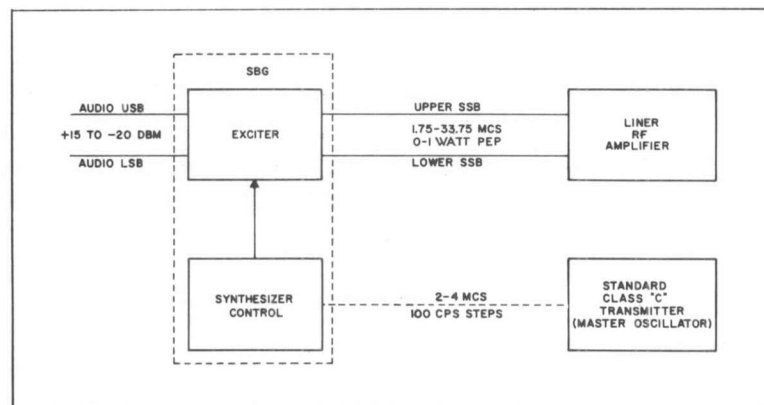 SBG
AUDIO USB
+15 TO -20 DBM
AUDIO LSB
EXCITER
UPPER SSB
1.75-33.75 MCS
0-1 WATT PEP
LOWER SSB
LINER
RF
AMPLIFIER
SYNTHESIZER
CONTROL
2-4 MCS
100 CPS STEPS
STANDARD
CLASS "C"
TRANSMITTER
(MASTER OSCILLATOR)